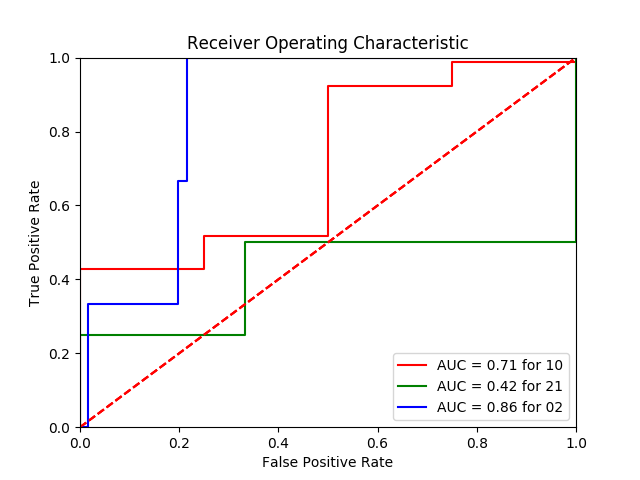 Receiver Operating Characteristic
True Positive Rate
1.0
0.8
0.6
0.4
0.2
0.0
AUC = 0.71 for 10
AUC = 0.42 for 21
AUC = 0.86 for 02
0.0 0.2 0.4 0.6 0.8 1.0
False Positive Rate